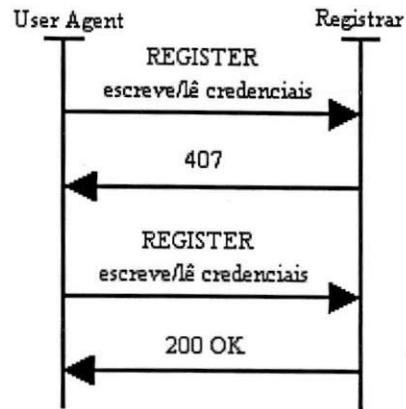 User Agent Registrar
REGISTER
escreve/lê credenciais
407
REGISTER
escreve/lê credenciais
200 OK